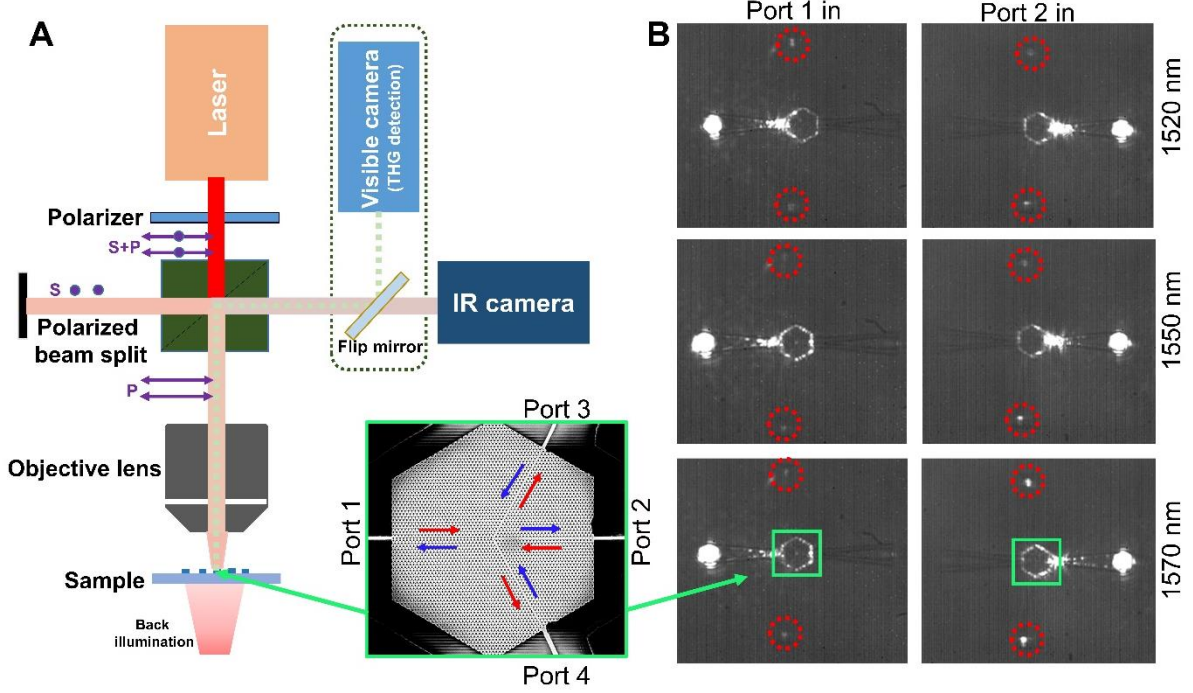 A
Laser
Visible camera
(THG detection)
Polarizer
S+P
S
Polarized
beam split
Flip mirror
IR camera
P
Objective lens
Sample
Back
illumination
Port 3
Port 1
Port 2
Port 4
B
Port 1 in
Port 2 in
1520 nm
1550 nm
1570 nm